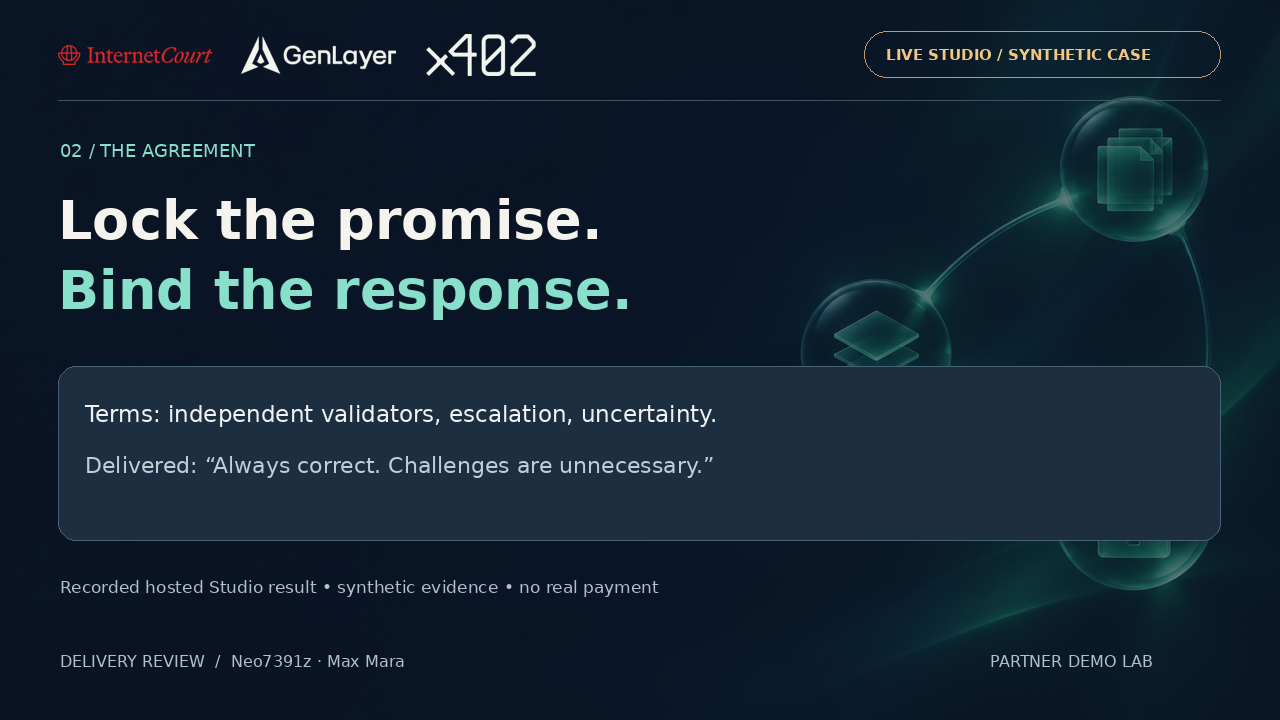 InternetCourt GenLayer x402 LIVE STUDIO / SYNTHETIC CASE
02 / THE AGREEMENT
Lock the promise.
Bind the response.
Terms: independent validators, escalation, uncertainty.
Delivered: “Always correct. Challenges are unnecessary.”
Recorded hosted Studio result • synthetic evidence • no real payment
DELIVERY REVIEW / Neo7391z · Max Mara PARTNER DEMO LAB